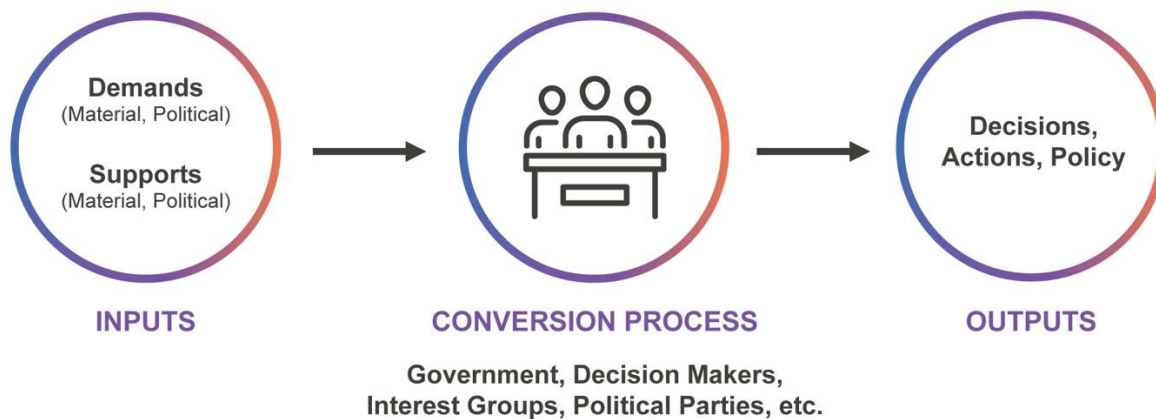 Demands
(Material, Political)
Supports
(Material, Political)
INPUTS
CONVERSION PROCESS
Government, Decision Makers,
Interest Groups, Political Parties, etc.
Decisions,
Actions, Policy
OUTPUTS